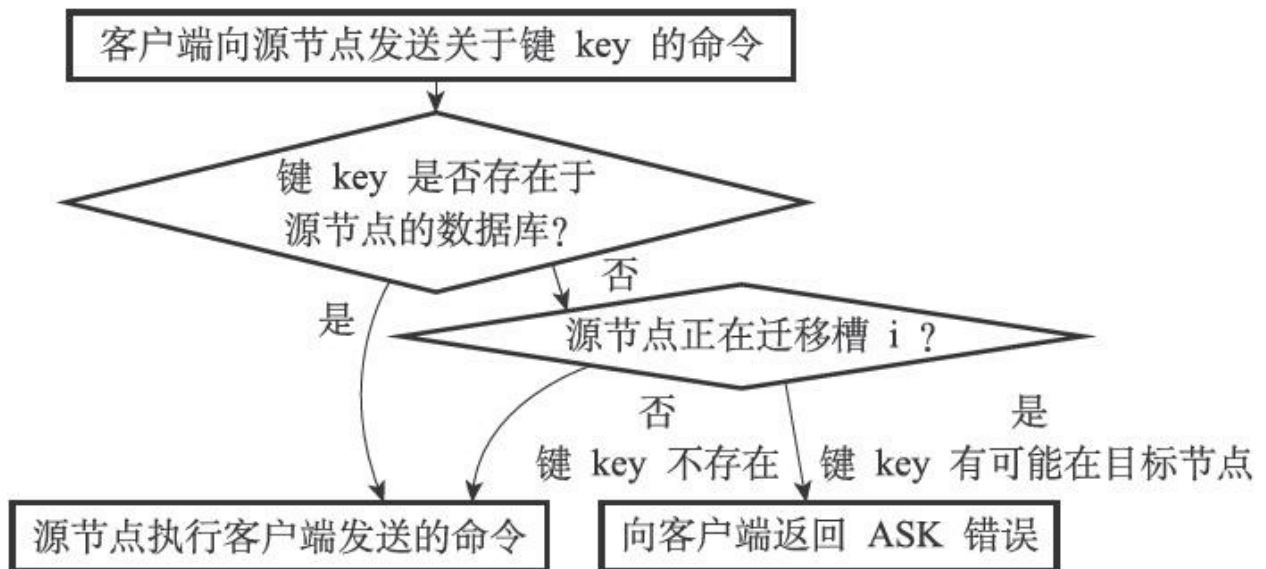 客户端向源节点发送关于键 key 的命令
键 key 是否存在于
源节点的数据库?
否
是
源节点正在迁移槽 i ?
否
键 key 不存在
是
键 key 有可能在目标节点
源节点执行客户端发送的命令
向客户端返回 ASK 错误